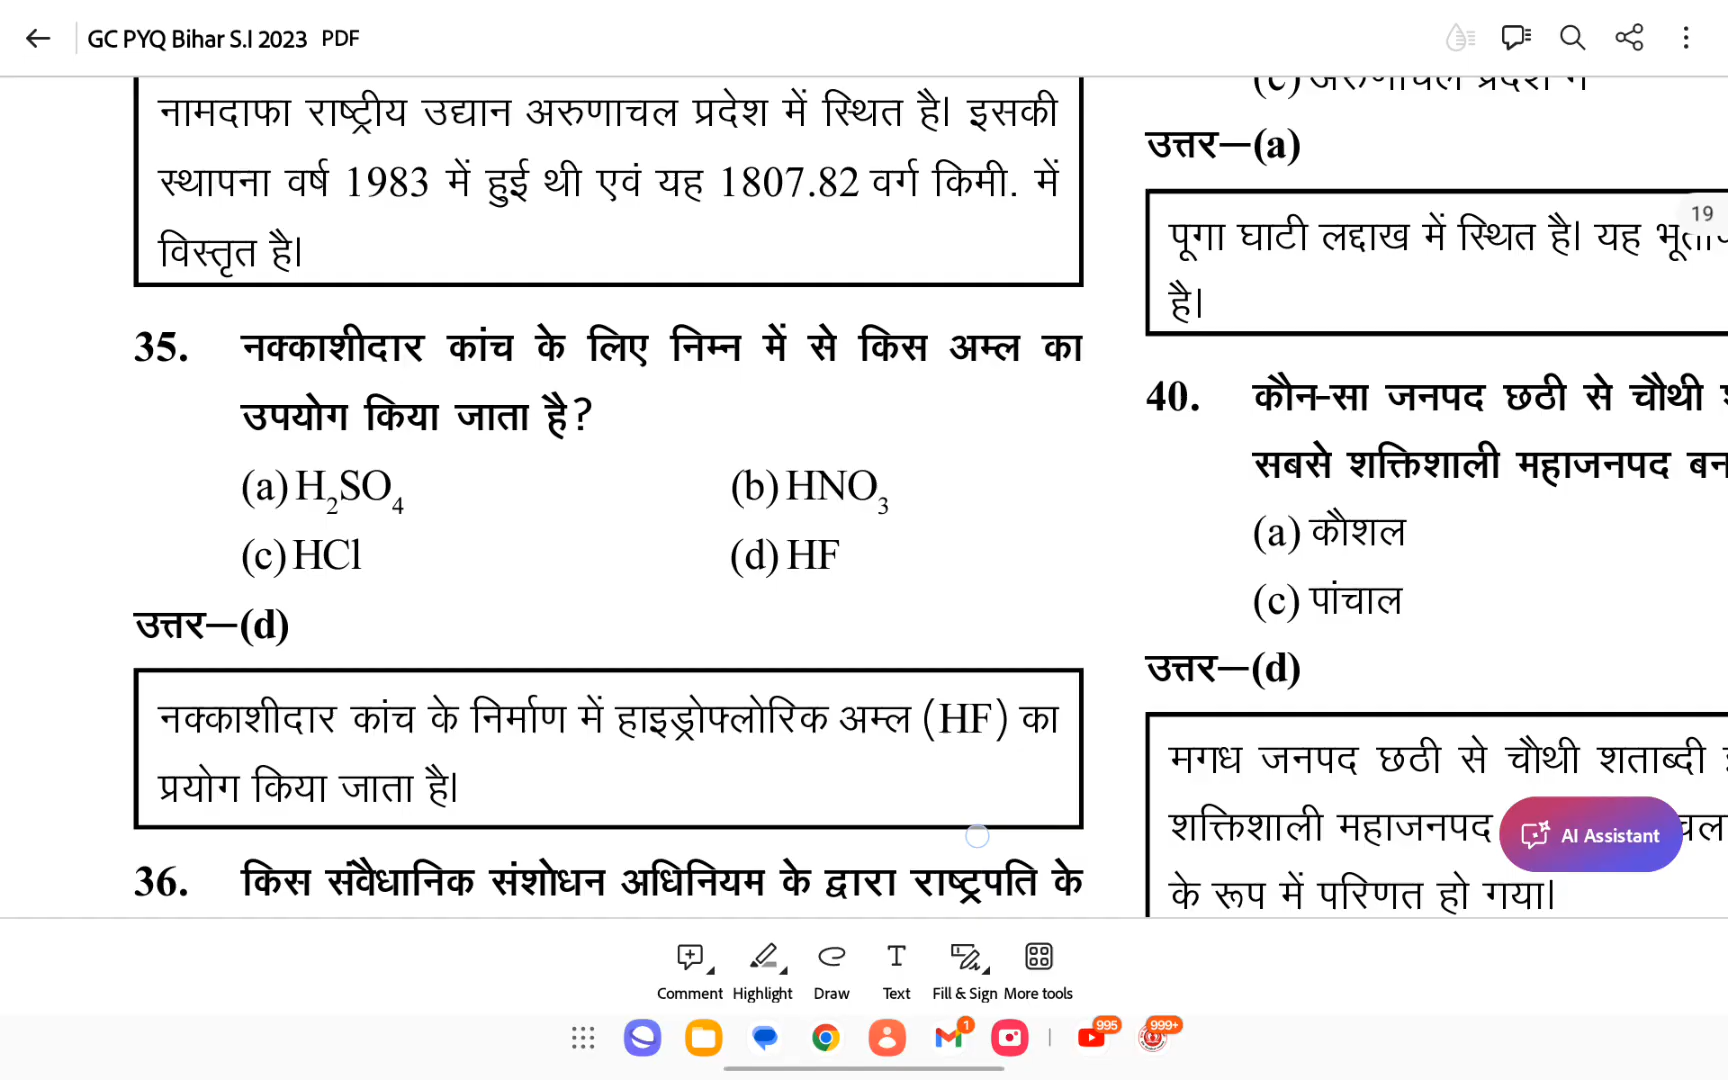 GC PYQ Bihar S.I 2023 PDF
नामदाफा राष्ट्रीय उद्यान अरुणाचल प्रदेश में स्थित है। इसकी
स्थापना वर्ष 1983 में हुई थी एवं यह 1807.82 वर्ग किमी. में
विस्तृत है।
35. नक्काशीदार कांच के लिए निम्न में से किस अम्ल का
उपयोग किया जाता है?
(a) H₂SO₄ (b) HNO₃
(c) HCl (d) HF
उत्तर—(d)
नक्काशीदार कांच के निर्माण में हाइड्रोफ्लोरिक अम्ल (HF) का
प्रयोग किया जाता है।
36. किस संवैधानिक संशोधन अधिनियम के द्वारा राष्ट्रपति के
उत्तर—(a)
19
पूगा घाटी लद्दाख में स्थित है। यह
है।
40. कौन-सा जनपद छठी से चौथी
सबसे शक्तिशाली महाजनपद
(a) कौशल
(c) पांचाल
उत्तर—(d)
मगध जनपद छठी से चौथी शताब्दी
शक्तिशाली महाजनपद
के रूप में परिणत हो गया।
AI Assistant
Comment Highlight Draw Text Fill & Sign More tools
1 995 999+